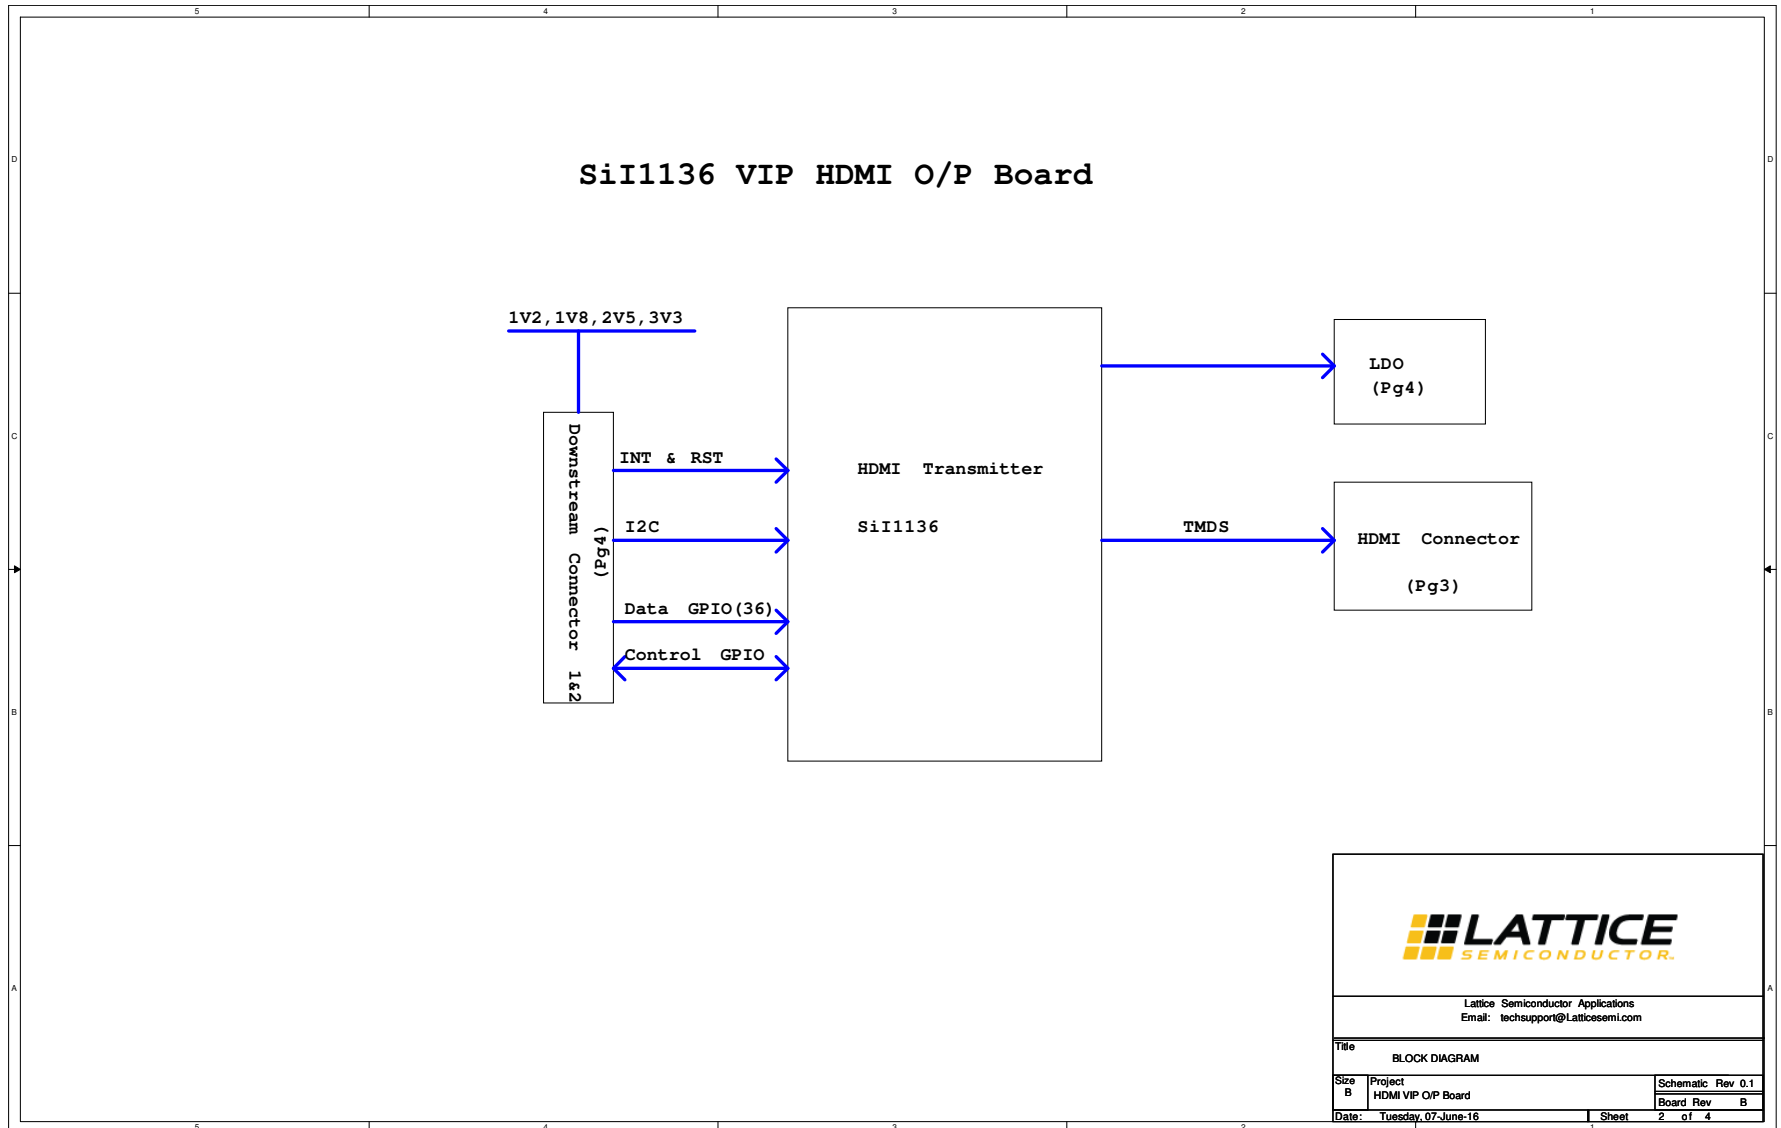 5 4 3 2 1
D D
SiI1136 VIP HDMI O/P Board
C C
1V2,1V8,2V5,3V3
LDO
(Pg4)
Downstream Connector 1&2
(Pg4)
INT & RST
I2C
Data GPIO(36)
Control GPIO
HDMI Transmitter
SiI1136
TMDS
HDMI Connector
(Pg3)
B B
A A
LATTICE
SEMICONDUCTOR™
Lattice Semiconductor Applications
Email: techsupport@Latticesemi.com
Title
BLOCK DIAGRAM
Size
B
Project
HDMI VIP O/P Board
Schematic Rev 0.1
Board Rev B
Date: Tuesday, 07-June-16 Sheet 2 of 4
5 4 3 2 1